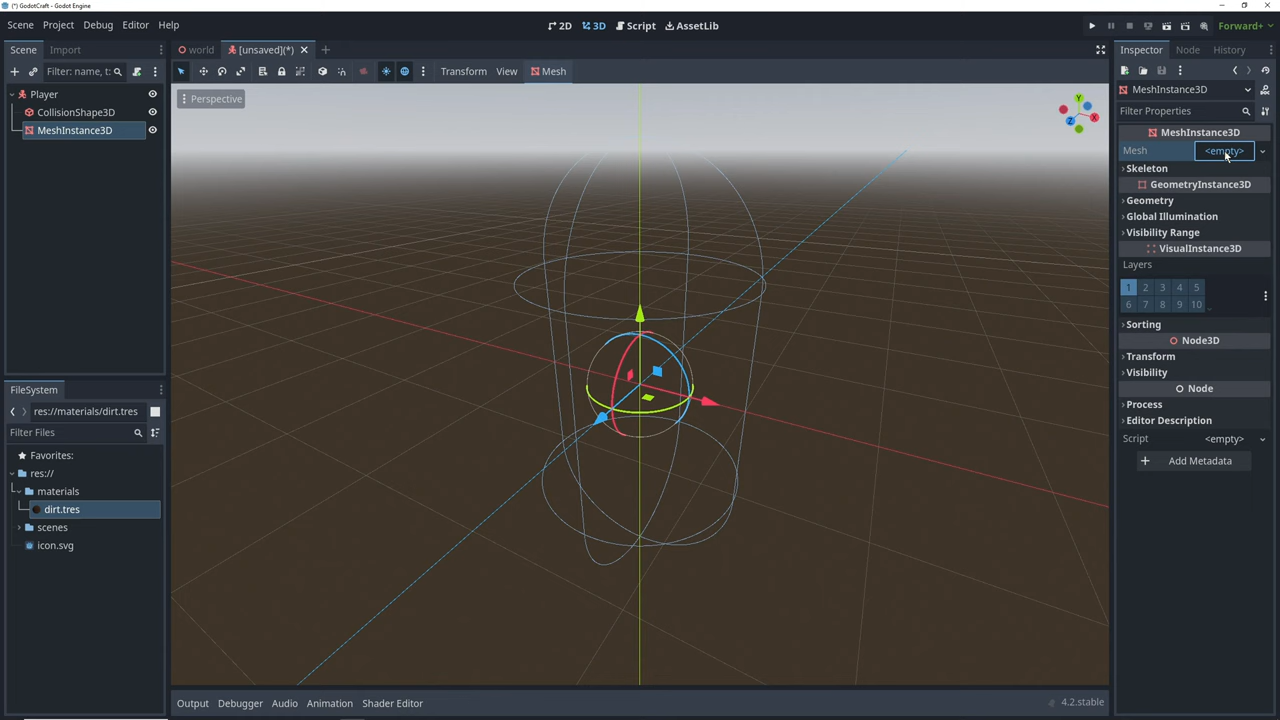 (*) GodotCraft - Godot Engine
Scene Project Debug Editor Help
2D 3D Script AssetLib
Forward+
Scene Import
world [unsaved](*)
Inspector Node History
Filter: name, t:
Transform View Mesh
Player
CollisionShape3D
MeshInstance3D
Perspective
Y
X
Z
MeshInstance3D
Filter Properties
MeshInstance3D
Mesh <empty>
Skeleton
GeometryInstance3D
Geometry
Global Illumination
Visibility Range
VisualInstance3D
Layers
1 2 3 4 5
6 7 8 9 10
Sorting
Node3D
Transform
Visibility
Node
Process
Editor Description
Script <empty>
Add Metadata
FileSystem
res://materials/dirt.tres
Filter Files
Favorites:
res://
materials
dirt.tres
scenes
icon.svg
Output Debugger Audio Animation Shader Editor
4.2.stable